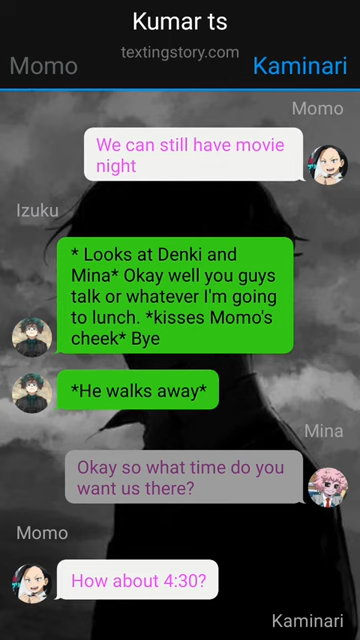 Kumar ts
textingstory.com
Momo
Kaminari
Momo
We can still have movie
night
Izuku
* Looks at Denki and
Mina* Okay well you guys
talk or whatever I'm going
to lunch. *kisses Momo's
cheek* Bye
*He walks away*
Mina
Okay so what time do you
want us there?
Momo
How about 4:30?
Kaminari